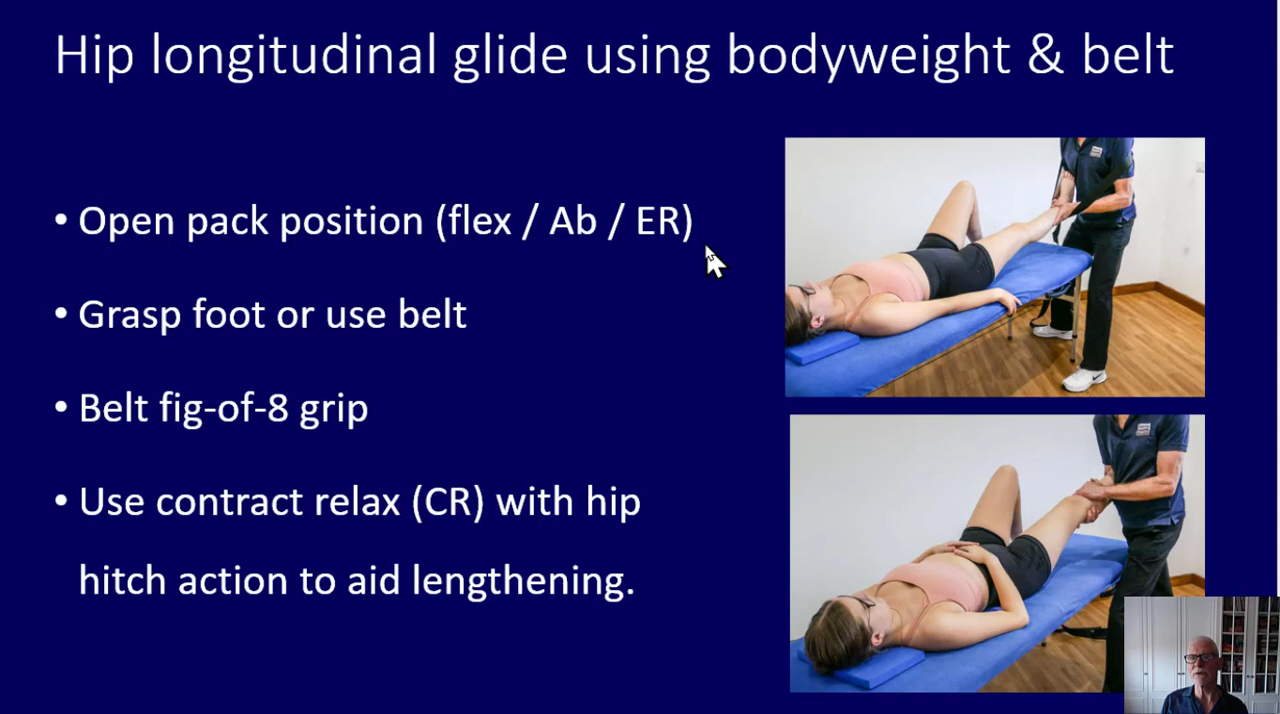 Hip longitudinal glide using bodyweight & belt
• Open pack position (flex / Ab / ER)
• Grasp foot or use belt
• Belt fig-of-8 grip
• Use contract relax (CR) with hip
hitch action to aid lengthening.